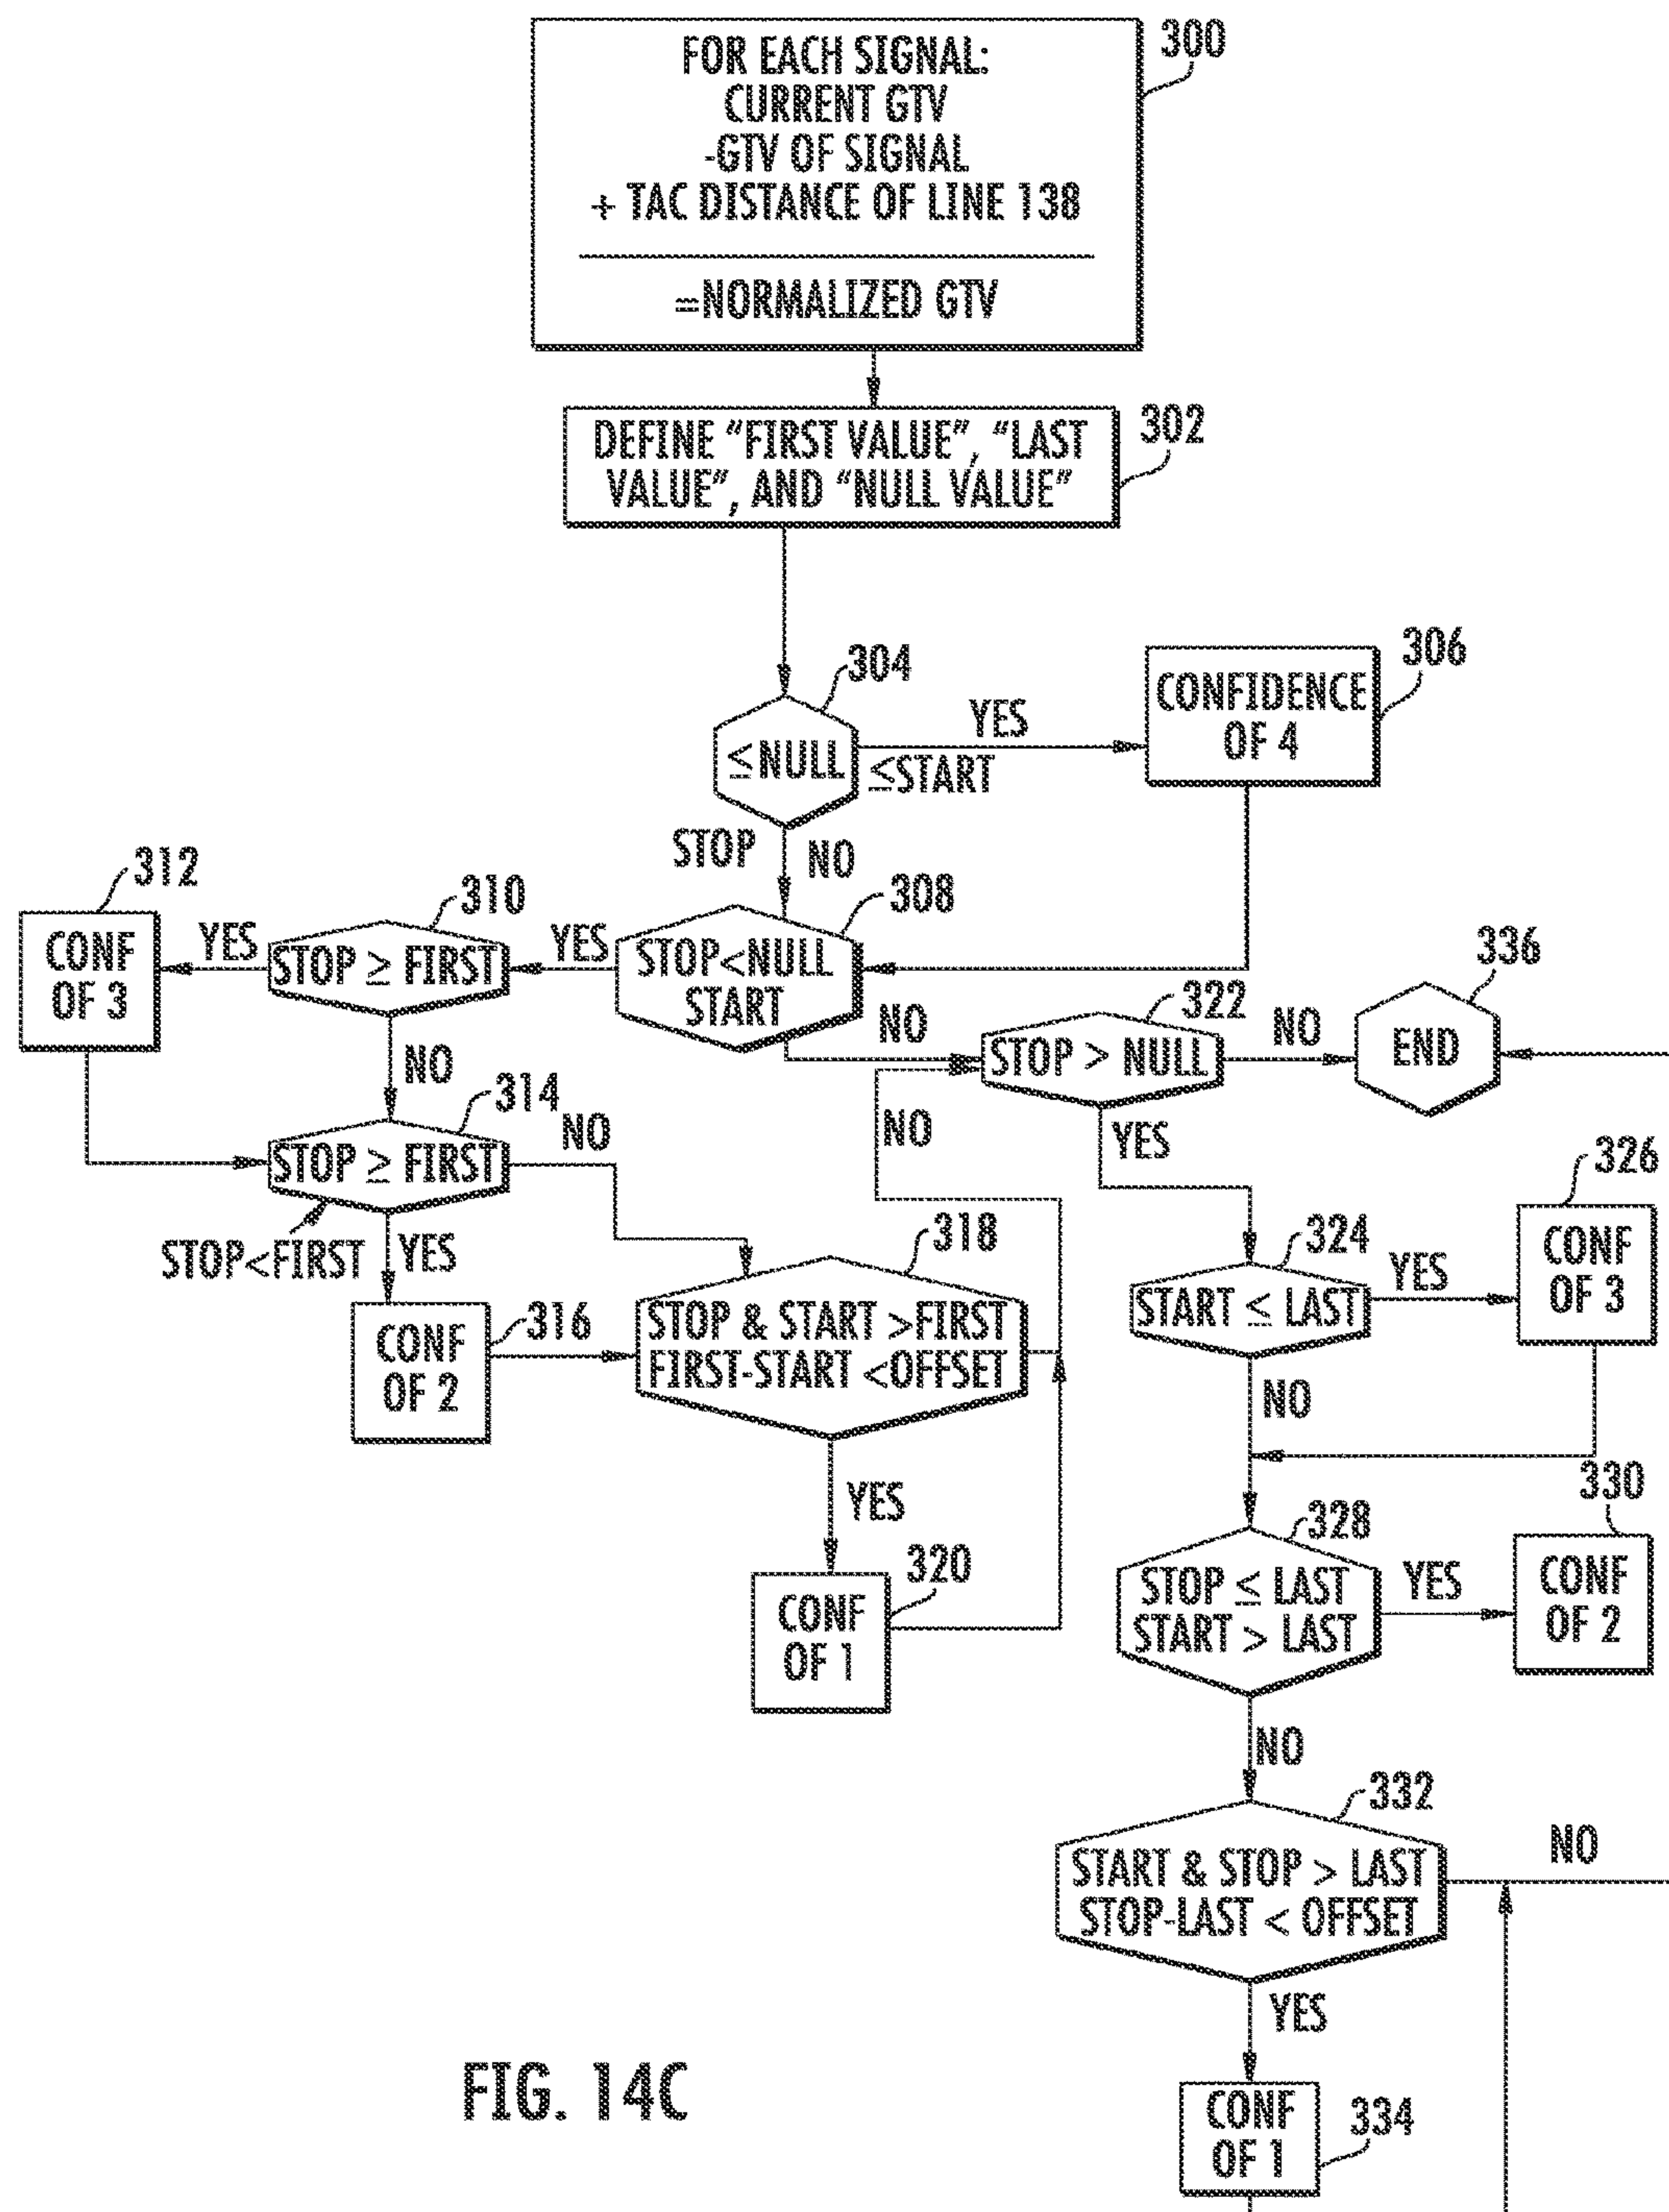 FOR EACH SIGNAL:
CURRENT GTV
-GTV OF SIGNAL
+ TAC DISTANCE OF LINE 138
=NORMALIZED GTV
300
DEFINE "FIRST VALUE", "LAST
VALUE", AND "NULL VALUE"
302
304
≤NULL
YES
≤START
CONFIDENCE
OF 4
306
STOP
NO
308
STOP<NULL
START
YES
NO
310
STOP ≥ FIRST
YES
NO
312
CONF
OF 3
314
STOP ≥ FIRST
NO
STOP<FIRST
YES
316
CONF
OF 2
318
STOP & START >FIRST
FIRST-START <OFFSET
NO
YES
320
CONF
OF 1
322
STOP > NULL
NO
YES
336
END
324
START ≤ LAST
YES
NO
326
CONF
OF 3
328
STOP ≤ LAST
START > LAST
YES
NO
330
CONF
OF 2
332
START & STOP > LAST
STOP-LAST < OFFSET
NO
YES
334
CONF
OF 1
FIG. 14C